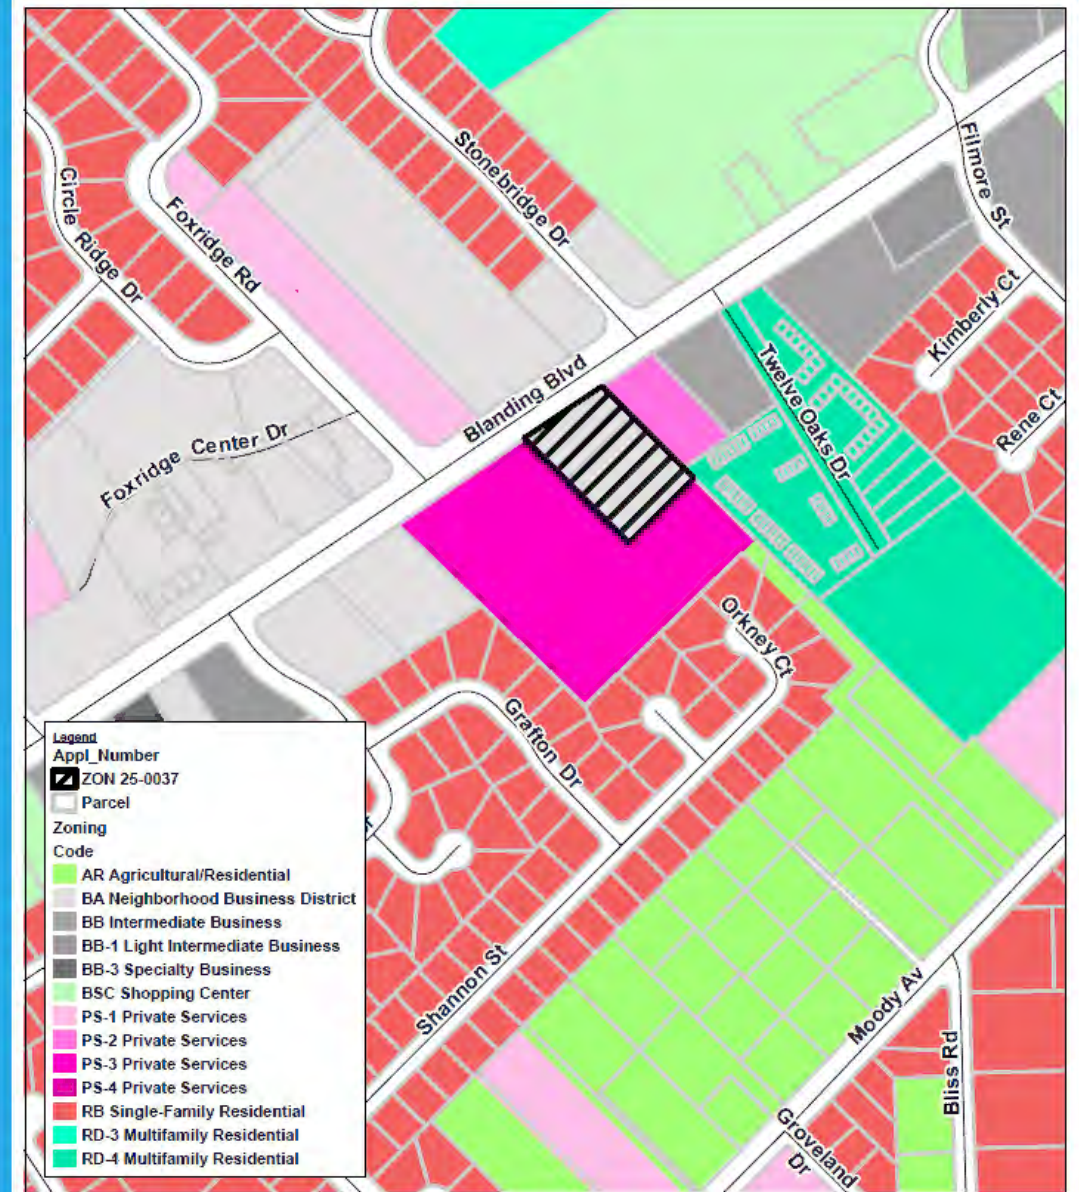 Stonebridge Dr
Filmore St
Circle Ridge Dr
Foxridge Rd
Kimberly Ct
Twelve Oaks Dr
Blanding Blvd
Rene Ct
Foxridge Center Dr
Orkney Ct
Grafton Dr
Legend
Appl_Number
ZON 25-0037
Parcel
Zoning
Code
AR Agricultural/Residential
BA Neighborhood Business District
BB Intermediate Business
BB-1 Light Intermediate Business
BB-3 Specialty Business
BSC Shopping Center
PS-1 Private Services
PS-2 Private Services
PS-3 Private Services
PS-4 Private Services
RB Single-Family Residential
RD-3 Multifamily Residential
RD-4 Multifamily Residential
Shannon St
Moody Av
Bliss Rd
Groveland
Dr